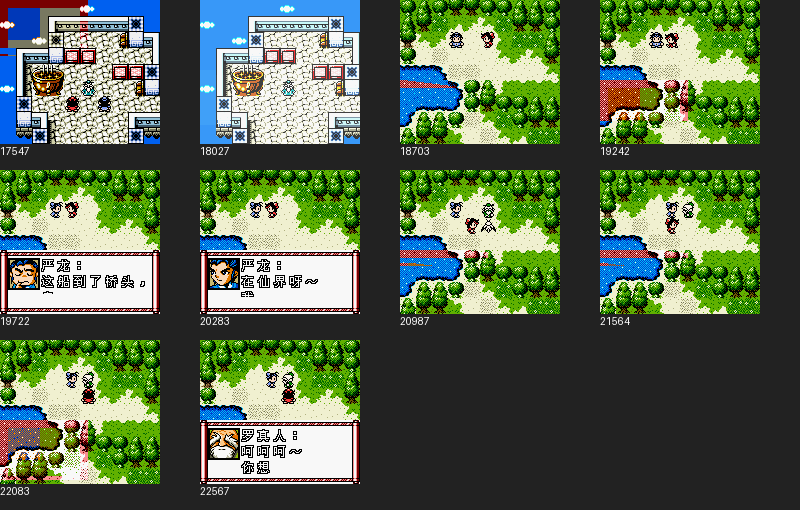 17547
18027
18703
19242
严龙：
这船到了桥头，
19722
严龙：
在仙界呀～
20283
20987
21564
22083
罗真人：
呵呵呵～
你想
22567